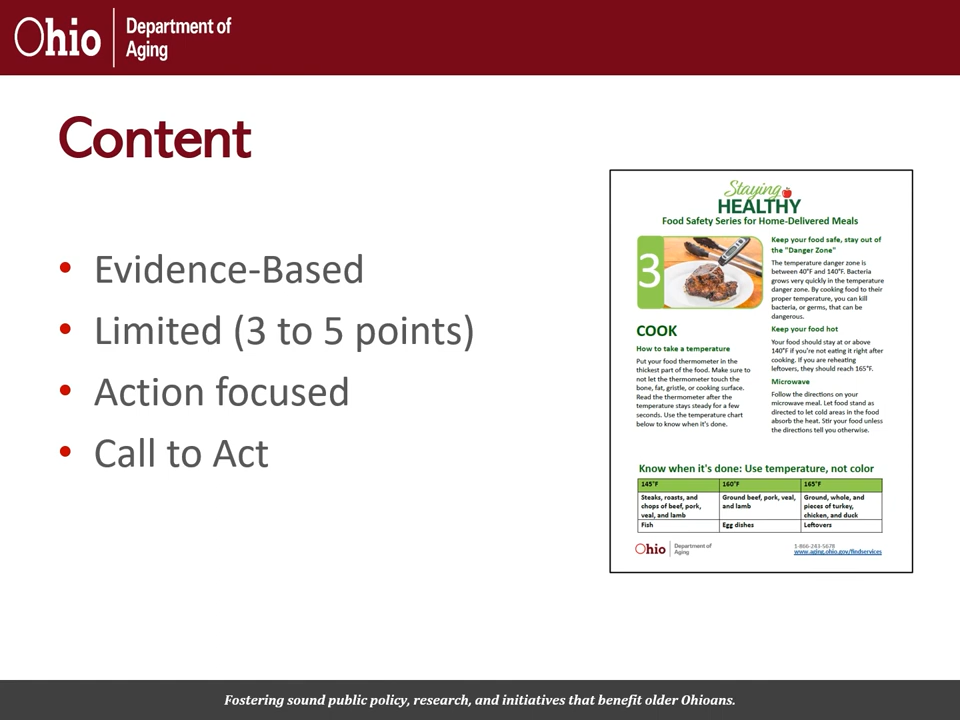 Ohio
Department of
Aging
Content
• Evidence-Based
• Limited (3 to 5 points)
• Action focused
• Call to Act
Staying
HEALTHY
Food Safety Series for Home-Delivered Meals
3
COOK
How to take a temperature
Put your food thermometer in the
thickest part of the food. Make sure to
not let the thermometer touch the
bone, fat, gristle, or cooking surface.
Read the thermometer after the
temperature stays steady for a few
seconds. Use the temperature chart
below to know when it's done.
Keep your food safe, stay out of
the "Danger Zone"
The temperature danger zone is
between 40°F and 140°F. Bacteria
grows very quickly in the temperature
danger zone. By cooking food to their
proper temperature, you can kill
bacteria, or germs, that can be
dangerous.
Keep your food hot
Your food should stay at or above
140°F if you're not eating it right after
cooking. If you are reheating
leftovers, they should reach 165°F.
Microwave
Follow the directions on your
microwave meal. Let food stand as
directed to let cold areas in the food
absorb the heat. Stir your food unless
the directions tell you otherwise.
Know when it's done: Use temperature, not color
145°F 160°F 165°F
Steaks, roasts, and Ground beef, pork, veal, Ground, whole, and
chops of beef, pork, and lamb pieces of turkey,
veal, and lamb chicken, and duck
Fish Egg dishes Leftovers
Ohio
Department of
Aging
1-866-243-5678
www.aging.ohio.gov/findservices
Fostering sound public policy, research, and initiatives that benefit older Ohioans.